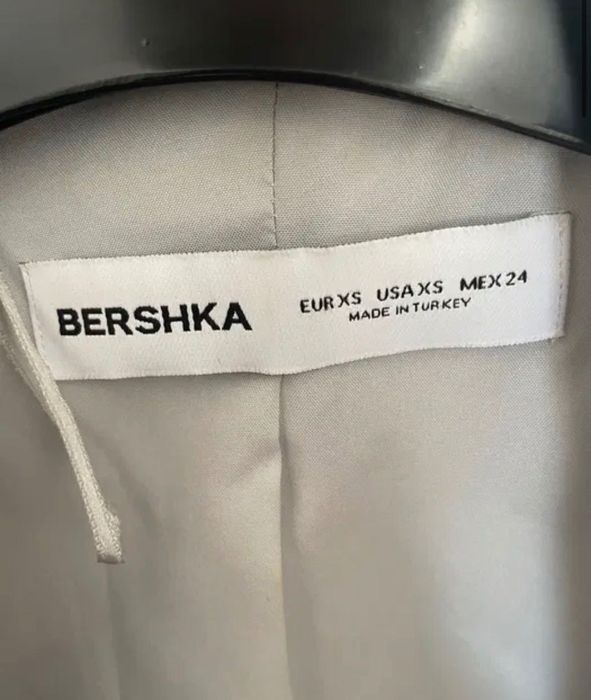 BERSHKA
EUR XS USA XS MEX 24
MADE IN TURKEY